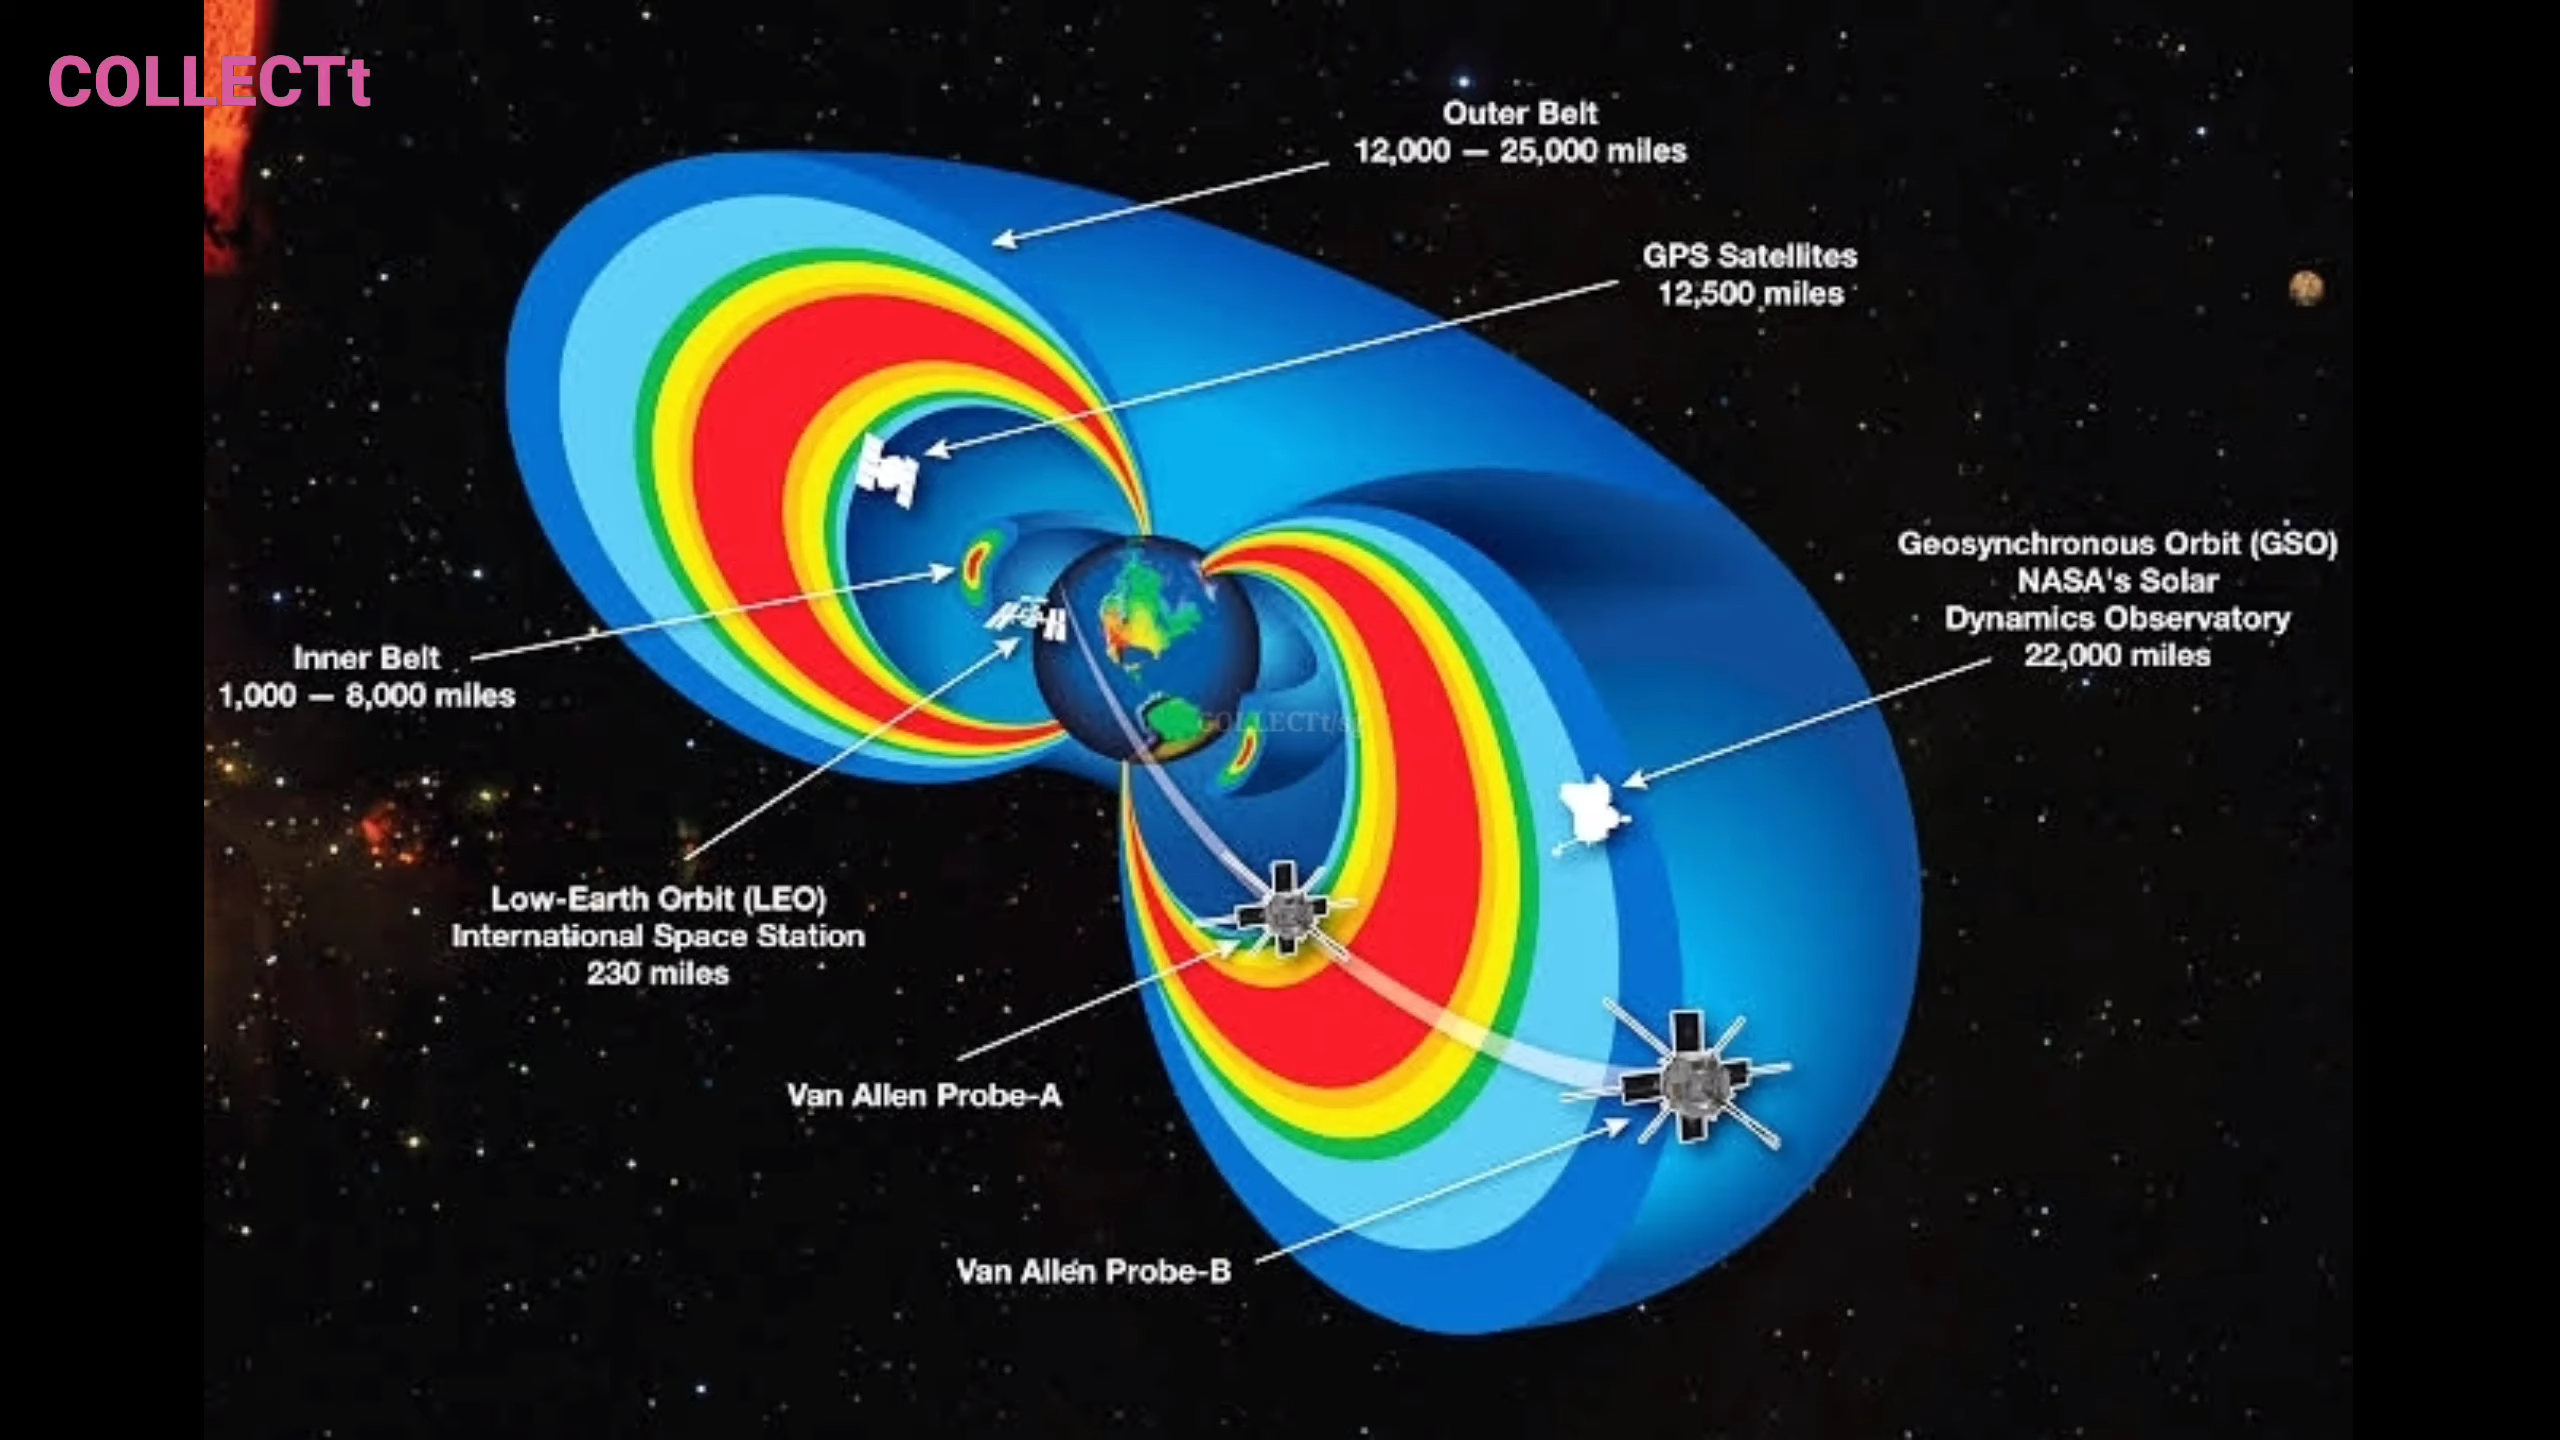 COLLECTt
Outer Belt
12,000 — 25,000 miles
GPS Satellites
12,500 miles
Geosynchronous Orbit (GSO)
NASA's Solar
Dynamics Observatory
22,000 miles
Inner Belt
1,000 — 8,000 miles
Low-Earth Orbit (LEO)
International Space Station
230 miles
Van Allen Probe-A
Van Allen Probe-B